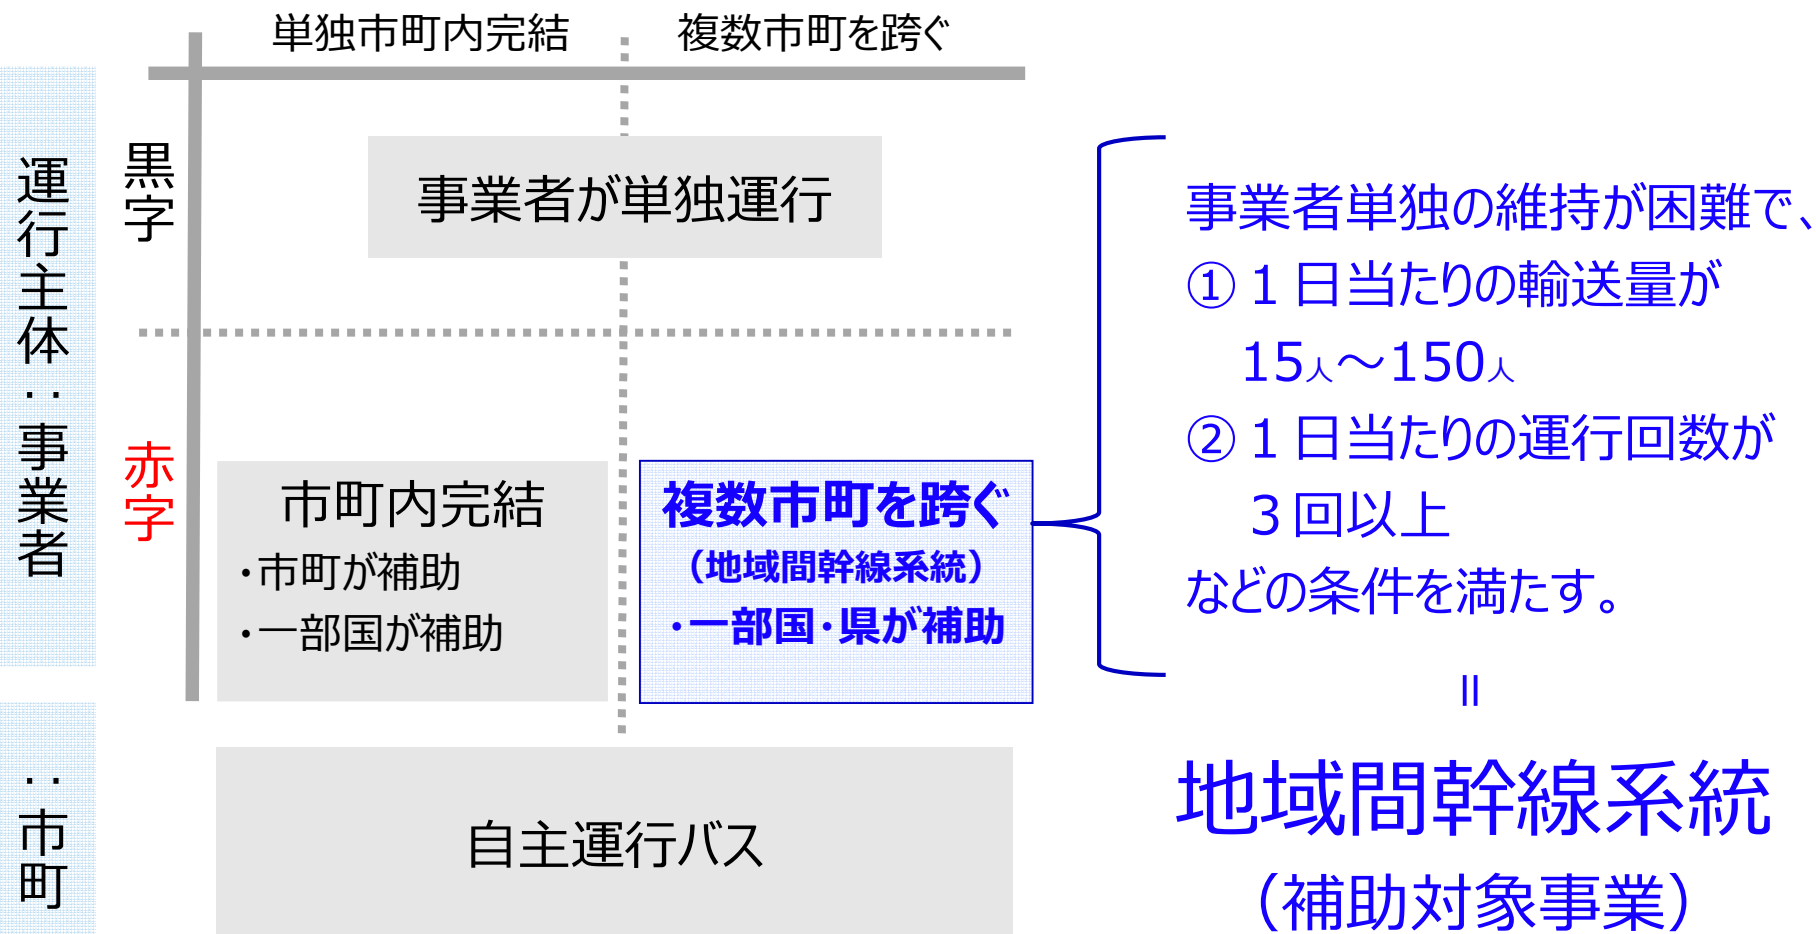 単独市町内完結
複数市町を跨ぐ
運行主体：事業者
黒字
事業者が単独運行
赤字
市町内完結
・市町が補助
・一部国が補助
複数市町を跨ぐ
（地域間幹線系統）
・一部国・県が補助
：市町
自主運行バス
事業者単独の維持が困難で、
①１日当たりの輸送量が
15人～150人
②１日当たりの運行回数が
３回以上
などの条件を満たす。
＝
地域間幹線系統
（補助対象事業）